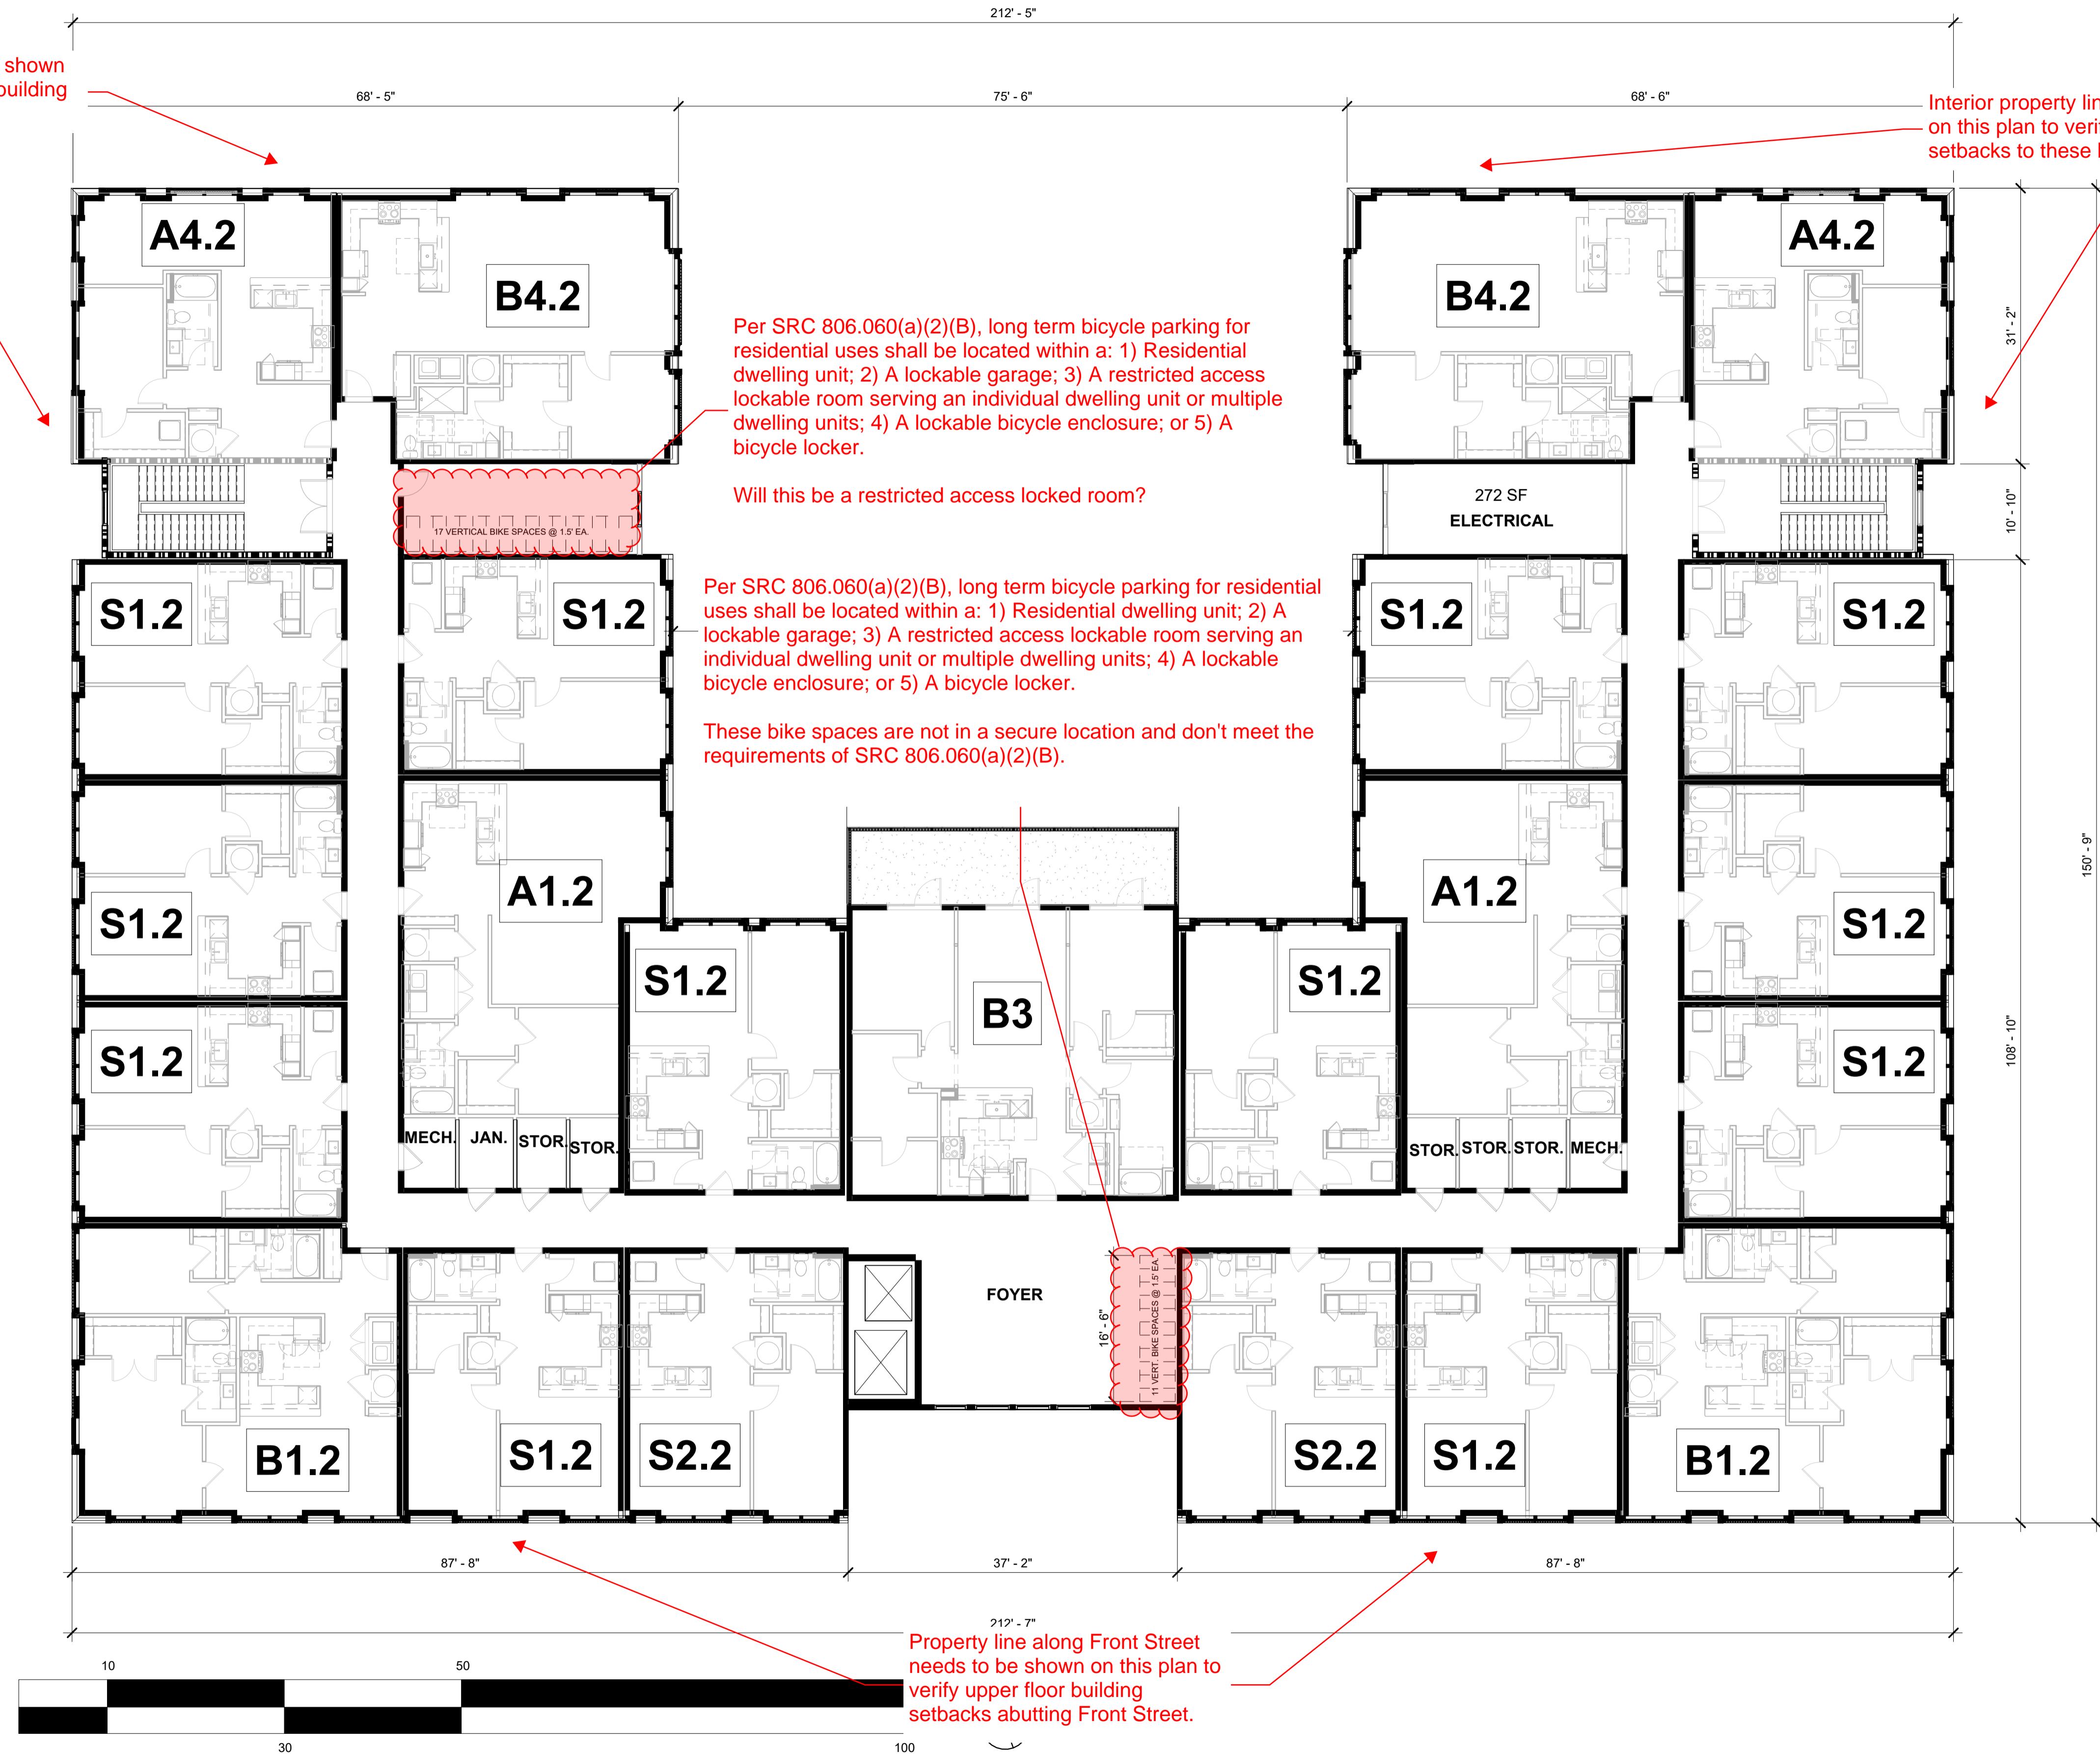 212' - 5"
shown
building
68' - 5"
75' - 6"
68' - 6"
Interior property lin
on this plan to veri
setbacks to these
A4.2
B4.2
B4.2
A4.2
31' - 2"
Per SRC 806.060(a)(2)(B), long term bicycle parking for
residential uses shall be located within a: 1) Residential
dwelling unit; 2) A lockable garage; 3) A restricted access
lockable room serving an individual dwelling unit or multiple
dwelling units; 4) A lockable bicycle enclosure; or 5) A
bicycle locker.
Will this be a restricted access locked room?
17 VERTICAL BIKE SPACES @ 1.5' EA.
272 SF
ELECTRICAL
10' - 10"
S1.2
S1.2
Per SRC 806.060(a)(2)(B), long term bicycle parking for residential
uses shall be located within a: 1) Residential dwelling unit; 2) A
lockable garage; 3) A restricted access lockable room serving an
individual dwelling unit or multiple dwelling units; 4) A lockable
bicycle enclosure; or 5) A bicycle locker.
These bike spaces are not in a secure location and don't meet the
requirements of SRC 806.060(a)(2)(B).
S1.2
S1.2
150' - 9"
A1.2
A1.2
S1.2
S1.2
S1.2
B3
S1.2
S1.2
S1.2
108' - 10"
MECH.
JAN.
STOR.
STOR.
STOR.
STOR.
STOR.
MECH.
FOYER
16' - 6"
11 VERT. BIKE SPACES @ 1.5' EA.
B1.2
S1.2
S2.2
S2.2
S1.2
B1.2
87' - 8"
37' - 2"
87' - 8"
212' - 7"
Property line along Front Street
needs to be shown on this plan to
verify upper floor building
setbacks abutting Front Street.
10
50
30
100